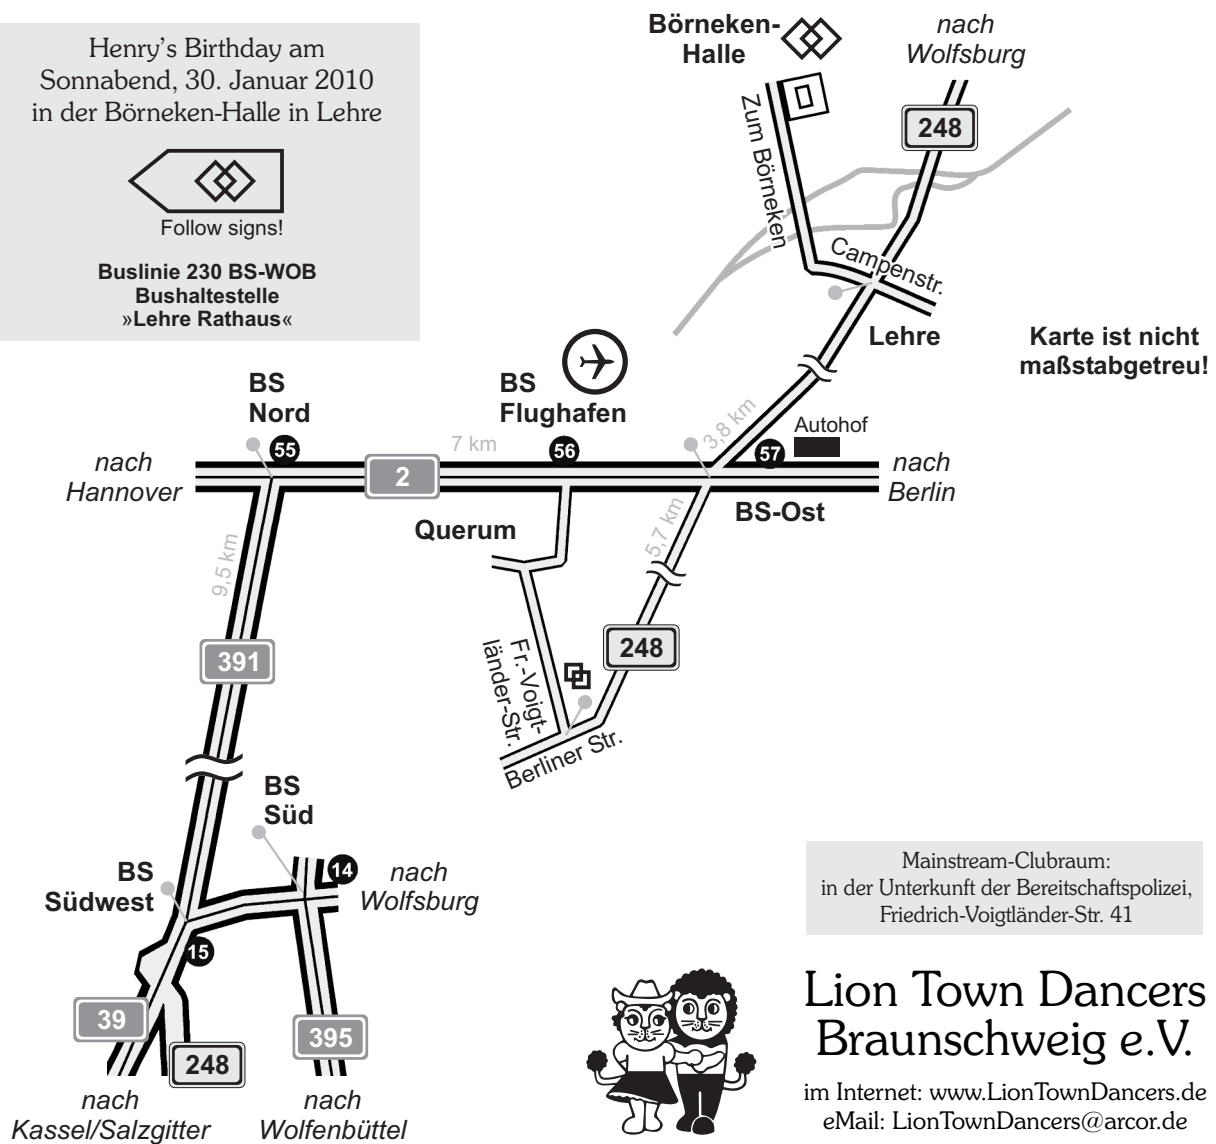 Henry's Birthday am
Sonnabend, 30. Januar 2010
in der Börneken-Halle in Lehre
Follow signs!
Buslinie 230 BS-WOB
Bushaltestelle
»Lehre Rathaus«
Börneken-
Halle
nach
Wolfsburg
248
Zum Börneken
Campenstr.
Lehre
Karte ist nicht
maßstabgetreu!
BS
Nord
55
BS
Flughafen
56
7 km
3,8 km
57
Autohof
nach
Hannover
2
nach
Berlin
BS-Ost
Querum
5,7 km
9,5 km
391
248
Fr.-Voigt-
länder-Str.
Berliner Str.
BS
Süd
14
nach
Wolfsburg
BS
Südwest
15
39
248
395
nach
Kassel/Salzgitter
nach
Wolfenbüttel
Mainstream-Clubraum:
in der Unterkunft der Bereitschaftspolizei,
Friedrich-Voigtländer-Str. 41
Lion Town Dancers
Braunschweig e.V.
im Internet: www.LionTownDancers.de
eMail: LionTownDancers@arcor.de